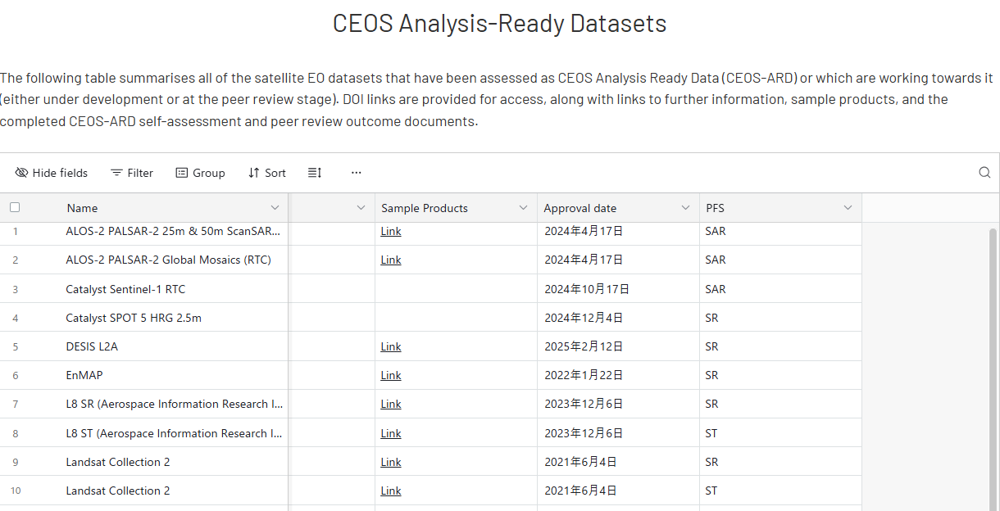 CEOS Analysis-Ready Datasets
The following table summarises all of the satellite EO datasets that have been assessed as CEOS Analysis Ready Data (CEOS-ARD) or which are working towards it
(either under development or at the peer review stage). DOI links are provided for access, along with links to further information, sample products, and the
completed CEOS-ARD self-assessment and peer review outcome documents.
Hide fields Filter Group Sort ...
Name Sample Products Approval date PFS
1 ALOS-2 PALSAR-2 25m & 50m ScanSAR... Link 2024年4月17日 SAR
2 ALOS-2 PALSAR-2 Global Mosaics (RTC) Link 2024年4月17日 SAR
3 Catalyst Sentinel-1 RTC 2024年10月17日 SAR
4 Catalyst SPOT 5 HRG 2.5m 2024年12月4日 SR
5 DESIS L2A Link 2025年2月12日 SR
6 EnMAP Link 2022年1月22日 SR
7 L8 SR (Aerospace Information Research I... Link 2023年12月6日 SR
8 L8 ST (Aerospace Information Research I... Link 2023年12月6日 ST
9 Landsat Collection 2 Link 2021年6月4日 SR
10 Landsat Collection 2 Link 2021年6月4日 ST